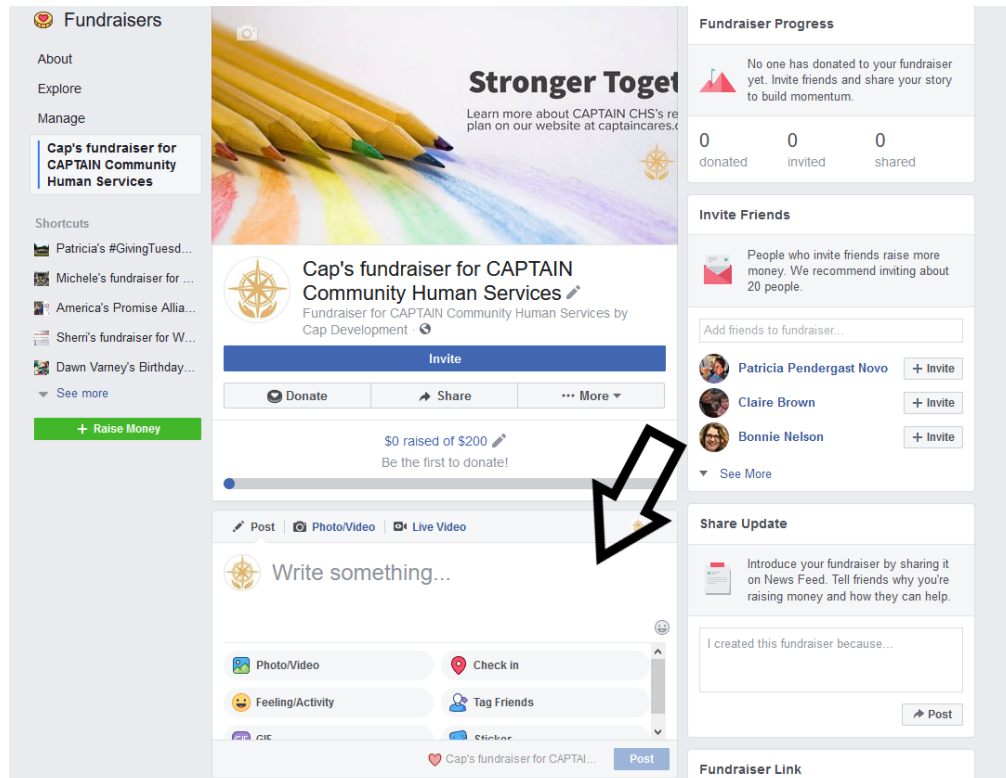 Fundraisers
About
Explore
Manage
Cap's fundraiser for
CAPTAIN Community
Human Services
Shortcuts
Patricia's #GivingTuesd...
Michele's fundraiser for ...
America's Promise Allia...
Sherri's fundraiser for W...
Dawn Varney's Birthday...
See more
+ Raise Money
Stronger Toget
Learn more about CAPTAIN CHS's re
plan on our website at captaincares.o
Cap's fundraiser for CAPTAIN
Community Human Services
Fundraiser for CAPTAIN Community Human Services by
Cap Development ·
Invite
Donate
Share
··· More
$0 raised of $200
Be the first to donate!
Post
Photo/Video
Live Video
Write something...
Photo/Video
Check in
Feeling/Activity
Tag Friends
GIF
Sticker
Cap's fundraiser for CAPTAI...
Post
Fundraiser Progress
No one has donated to your fundraiser
yet. Invite friends and share your story
to build momentum.
0 0 0
donated invited shared
Invite Friends
People who invite friends raise more
money. We recommend inviting about
20 people.
Add friends to fundraiser...
Patricia Pendergast Novo + Invite
Claire Brown + Invite
Bonnie Nelson + Invite
See More
Share Update
Introduce your fundraiser by sharing it
on News Feed. Tell friends why you're
raising money and how they can help.
I created this fundraiser because...
Post
Fundraiser Link